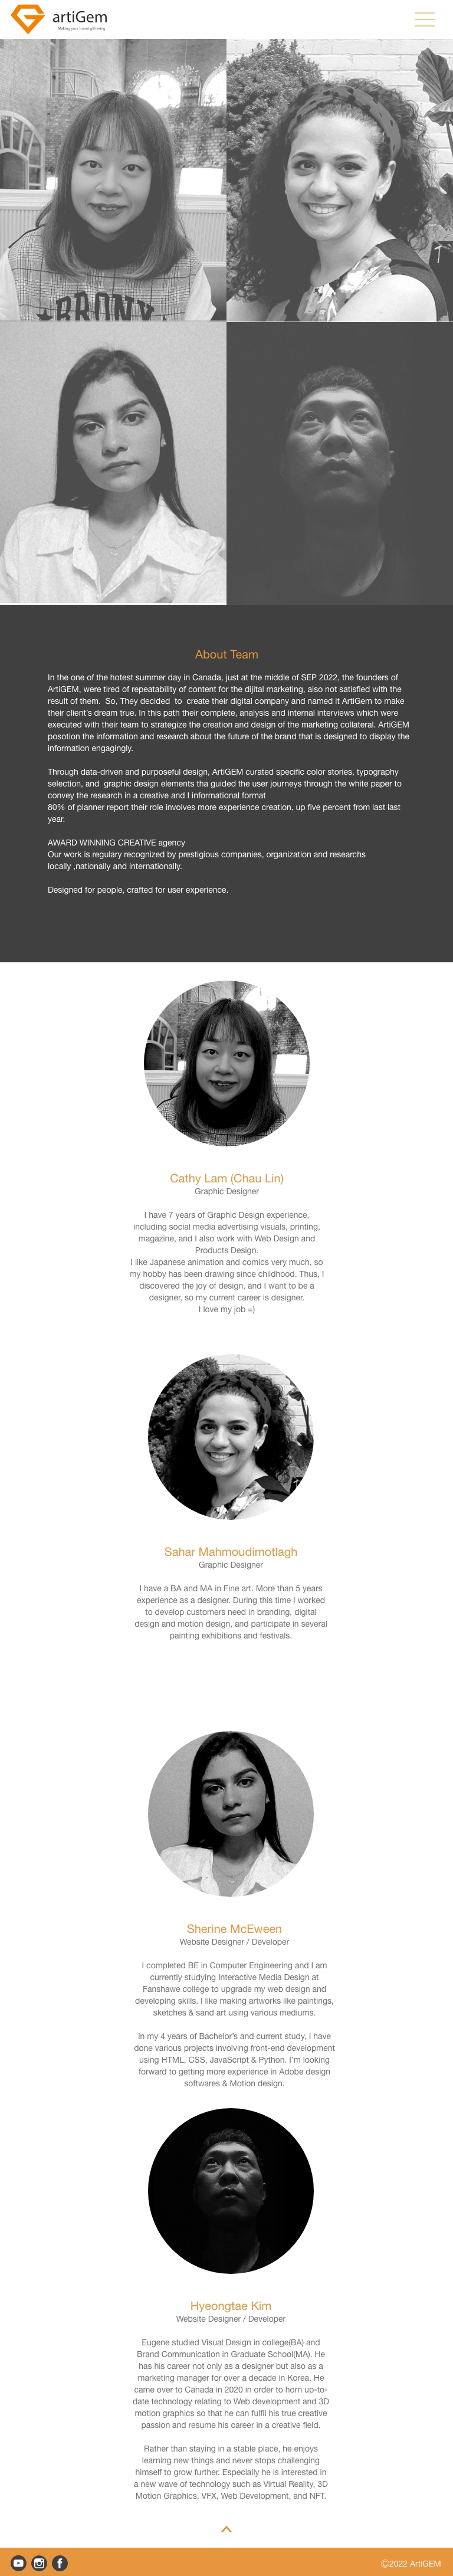 artiGem
Making your brand glistening
BRONX
About Team
In the one of the hotest summer day in Canada, just at the middle of SEP 2022, the founders of
ArtiGEM, were tired of repeatability of content for the dijital marketing, also not satisfied with the
result of them.  So, They decided  to  create their digital company and named it ArtiGem to make
their client's dream true. In this path their complete, analysis and internal interviews which were
executed with their team to strategize the creation and design of the marketing collateral. ArtiGEM
posotion the information and research about the future of the brand that is designed to display the
information engagingly.
Through data-driven and purposeful design, ArtiGEM curated specific color stories, typography
selection, and  graphic design elements tha guided the user journeys through the white paper to
convey the research in a creative and I informational format
80% of planner report their role involves more experience creation, up five percent from last last
year.
AWARD WINNING CREATIVE agency
Our work is regulary recognized by prestigious companies, organization and researchs
locally ,nationally and internationally.
Designed for people, crafted for user experience.
Cathy Lam (Chau Lin)
Graphic Designer
I have 7 years of Graphic Design experience,
including social media advertising visuals, printing,
magazine, and I also work with Web Design and
Products Design.
I like Japanese animation and comics very much, so
my hobby has been drawing since childhood. Thus, I
discovered the joy of design, and I want to be a
designer, so my current career is designer.
I love my job =)
Sahar Mahmoudimotlagh
Graphic Designer
I have a BA and MA in Fine art. More than 5 years
experience as a designer. During this time I worked
to develop customers need in branding, digital
design and motion design, and participate in several
painting exhibitions and festivals.
Sherine McEween
Website Designer / Developer
I completed BE in Computer Engineering and I am
currently studying Interactive Media Design at
Fanshawe college to upgrade my web design and
developing skills. I like making artworks like paintings,
sketches & sand art using various mediums.
In my 4 years of Bachelor's and current study, I have
done various projects involving front-end development
using HTML, CSS, JavaScript & Python. I'm looking
forward to getting more experience in Adobe design
softwares & Motion design.
Hyeongtae Kim
Website Designer / Developer
Eugene studied Visual Design in college(BA) and
Brand Communication in Graduate School(MA). He
has his career not only as a designer but also as a
marketing manager for over a decade in Korea. He
came over to Canada in 2020 in order to horn up-to-
date technology relating to Web development and 3D
motion graphics so that he can fulfil his true creative
passion and resume his career in a creative field.
Rather than staying in a stable place, he enjoys
learning new things and never stops challenging
himself to grow further. Especially he is interested in
a new wave of technology such as Virtual Reality, 3D
Motion Graphics, VFX, Web Development, and NFT.
©2022 ArtiGEM